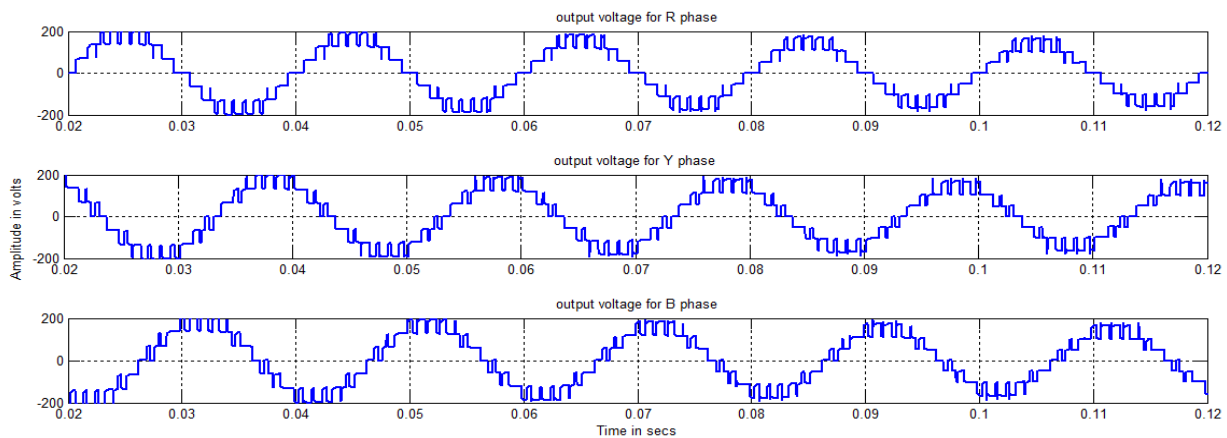 output voltage for R phase
200
0
-200
0.02 0.03 0.04 0.05 0.06 0.07 0.08 0.09 0.1 0.11 0.12
output voltage for Y phase
200
0
-200
0.02 0.03 0.04 0.05 0.06 0.07 0.08 0.09 0.1 0.11 0.12
Amplitude in volts
output voltage for B phase
200
0
-200
0.02 0.03 0.04 0.05 0.06 0.07 0.08 0.09 0.1 0.11 0.12
Time in secs